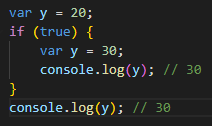 var y = 20;
if (true) {
    var y = 30;
    console.log(y); // 30
}
console.log(y); // 30